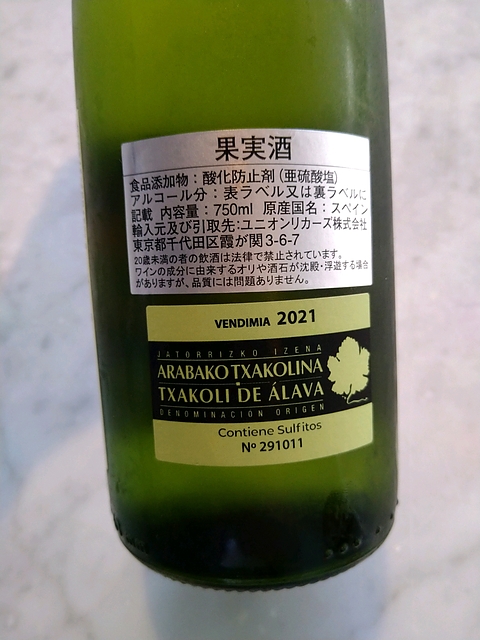 果実酒
食品添加物：酸化防止剤（亜硫酸塩）
アルコール分：表ラベル又は裏ラベルに
記載 内容量：750ml 原産国名：スペイン
輸入元及び引取先：ユニオンリカーズ株式会社
東京都千代田区霞が関3-6-7
20歳未満の者の飲酒は法律で禁止されています。
ワインの成分に由来するオリや酒石が沈殿・浮遊する場合
がありますが、品質には問題ありません。
VENDIMIA 2021
JATORRIZKO IZENA
ARABAKO TXAKOLINA
TXAKOLI DE ÁLAVA
DENOMINACION ORIGEN
Contiene Sulfitos
Nº 291011